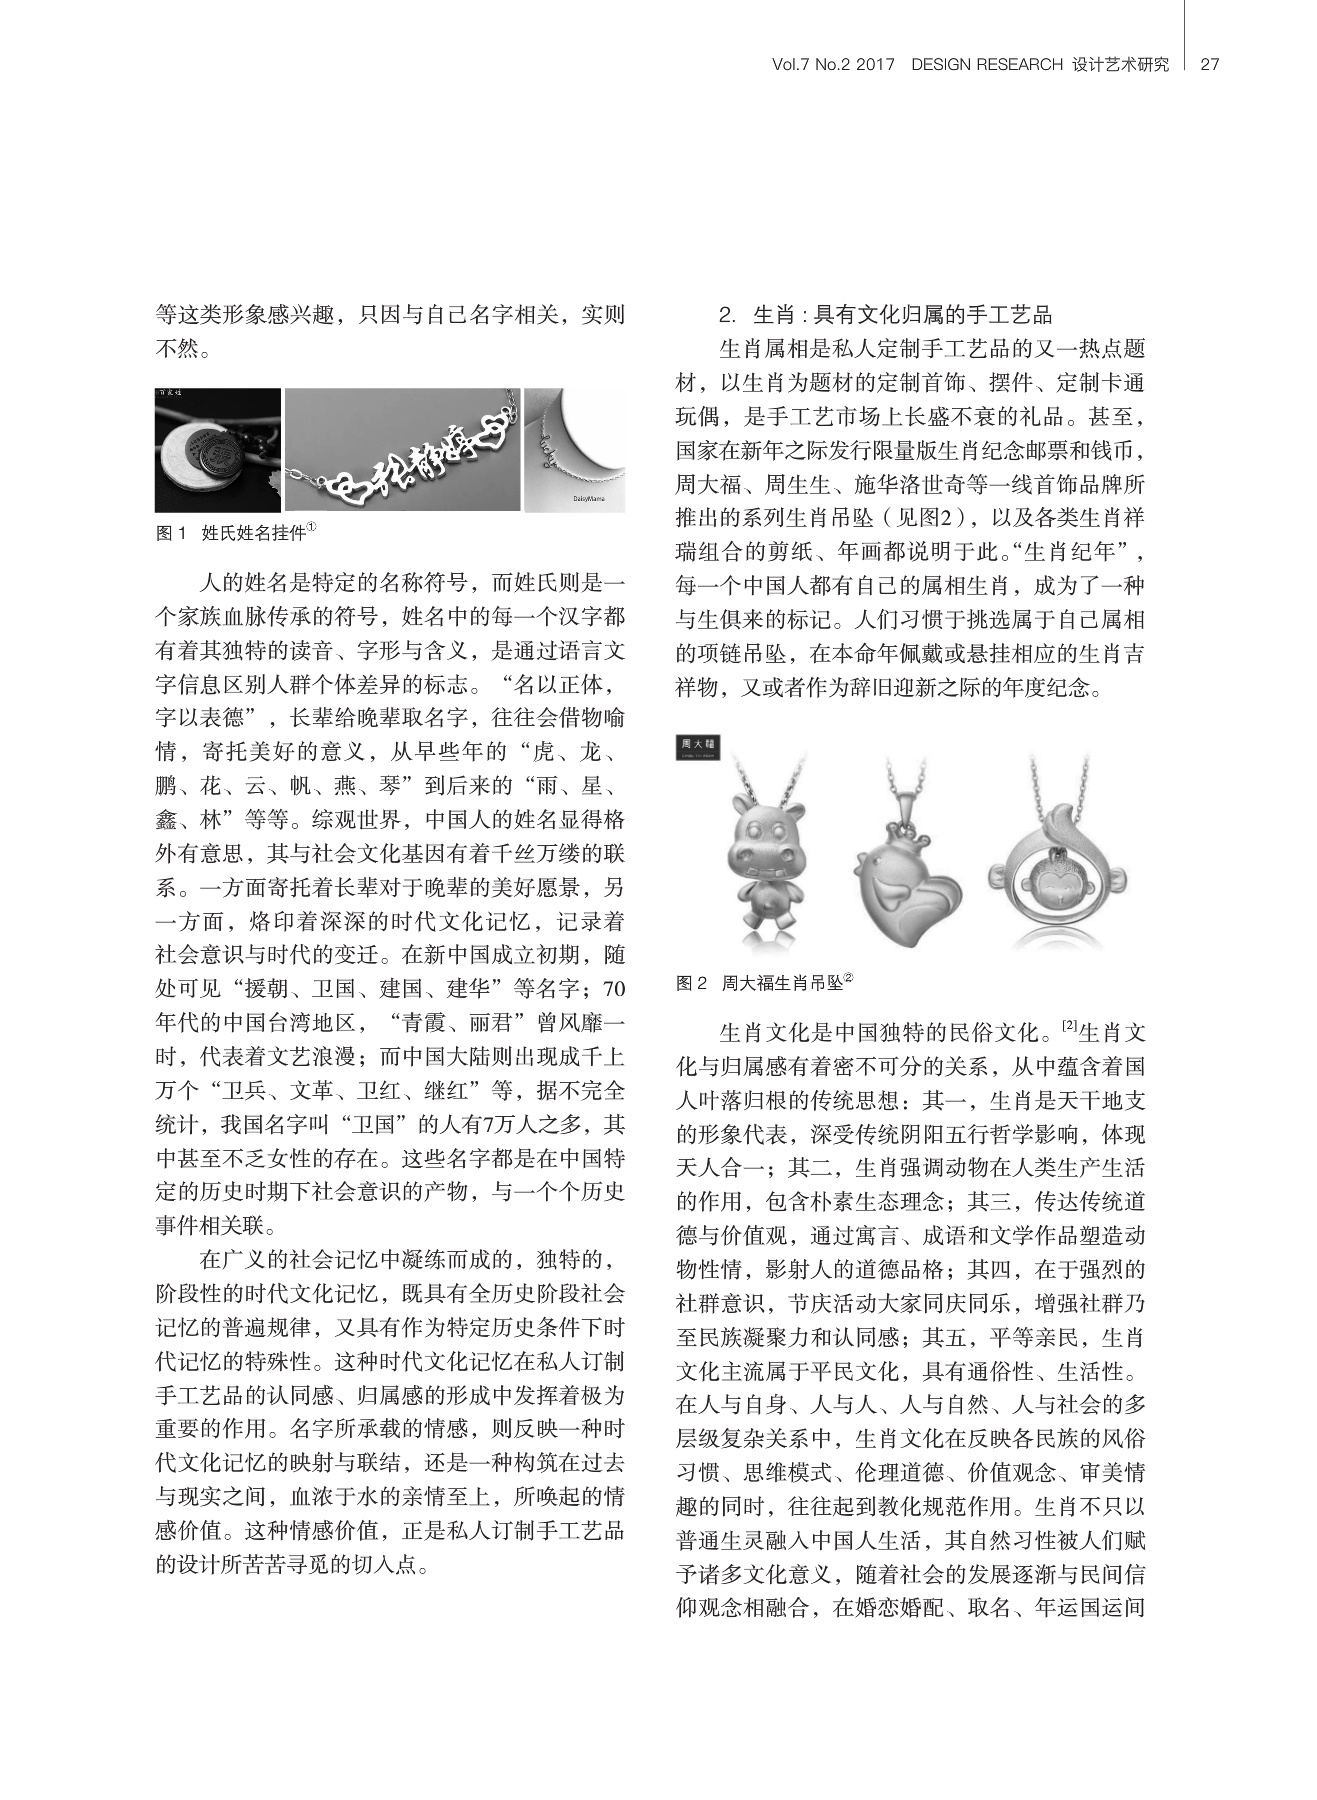 Vol.7 No.2 2017 DESIGN RESEARCH 设计艺术研究 27
等这类形象感兴趣，只因与自己名字相关，实则
不然。
百家姓
张静婷
DaisyMama
图 1 姓氏姓名挂件①
人的姓名是特定的名称符号，而姓氏则是一
个家族血脉传承的符号，姓名中的每一个汉字都
有着其独特的读音、字形与含义，是通过语言文
字信息区别人群个体差异的标志。“名以正体，
字以表德”，长辈给晚辈取名字，往往会借物喻
情，寄托美好的意义，从早些年的“虎、龙、
鹏、花、云、帆、燕、琴”到后来的“雨、星、
鑫、林”等等。综观世界，中国人的姓名显得格
外有意思，其与社会文化基因有着千丝万缕的联
系。一方面寄托着长辈对于晚辈的美好愿景，另
一方面，烙印着深深的时代文化记忆，记录着
社会意识与时代的变迁。在新中国成立初期，随
处可见“援朝、卫国、建国、建华”等名字；70
年代的中国台湾地区，“青霞、丽君”曾风靡一
时，代表着文艺浪漫；而中国大陆则出现成千上
万个“卫兵、文革、卫红、继红”等，据不完全
统计，我国名字叫“卫国”的人有7万人之多，其
中甚至不乏女性的存在。这些名字都是在中国特
定的历史时期下社会意识的产物，与一个个历史
事件相关联。
在广义的社会记忆中凝练而成的，独特的，
阶段性的时代文化记忆，既具有全历史阶段社会
记忆的普遍规律，又具有作为特定历史条件下时
代记忆的特殊性。这种时代文化记忆在私人订制
手工艺品的认同感、归属感的形成中发挥着极为
重要的作用。名字所承载的情感，则反映一种时
代文化记忆的映射与联结，还是一种构筑在过去
与现实之间，血浓于水的亲情至上，所唤起的情
感价值。这种情感价值，正是私人订制手工艺品
的设计所苦苦寻觅的切入点。
2. 生肖：具有文化归属的手工艺品
生肖属相是私人定制手工艺品的又一热点题
材，以生肖为题材的定制首饰、摆件、定制卡通
玩偶，是手工艺市场上长盛不衰的礼品。甚至，
国家在新年之际发行限量版生肖纪念邮票和钱币，
周大福、周生生、施华洛世奇等一线首饰品牌所
推出的系列生肖吊坠（见图2），以及各类生肖祥
瑞组合的剪纸、年画都说明于此。“生肖纪年”，
每一个中国人都有自己的属相生肖，成为了一种
与生俱来的标记。人们习惯于挑选属于自己属相
的项链吊坠，在本命年佩戴或悬挂相应的生肖吉
祥物，又或者作为辞旧迎新之际的年度纪念。
周大福
图 2 周大福生肖吊坠②
生肖文化是中国独特的民俗文化。[2]生肖文
化与归属感有着密不可分的关系，从中蕴含着国
人叶落归根的传统思想：其一，生肖是天干地支
的形象代表，深受传统阴阳五行哲学影响，体现
天人合一；其二，生肖强调动物在人类生产生活
的作用，包含朴素生态理念；其三，传达传统道
德与价值观，通过寓言、成语和文学作品塑造动
物性情，影射人的道德品格；其四，在于强烈的
社群意识，节庆活动大家同庆同乐，增强社群乃
至民族凝聚力和认同感；其五，平等亲民，生肖
文化主流属于平民文化，具有通俗性、生活性。
在人与自身、人与人、人与自然、人与社会的多
层级复杂关系中，生肖文化在反映各民族的风俗
习惯、思维模式、伦理道德、价值观念、审美情
趣的同时，往往起到教化规范作用。生肖不只以
普通生灵融入中国人生活，其自然习性被人们赋
予诸多文化意义，随着社会的发展逐渐与民间信
仰观念相融合，在婚恋婚配、取名、年运国运间